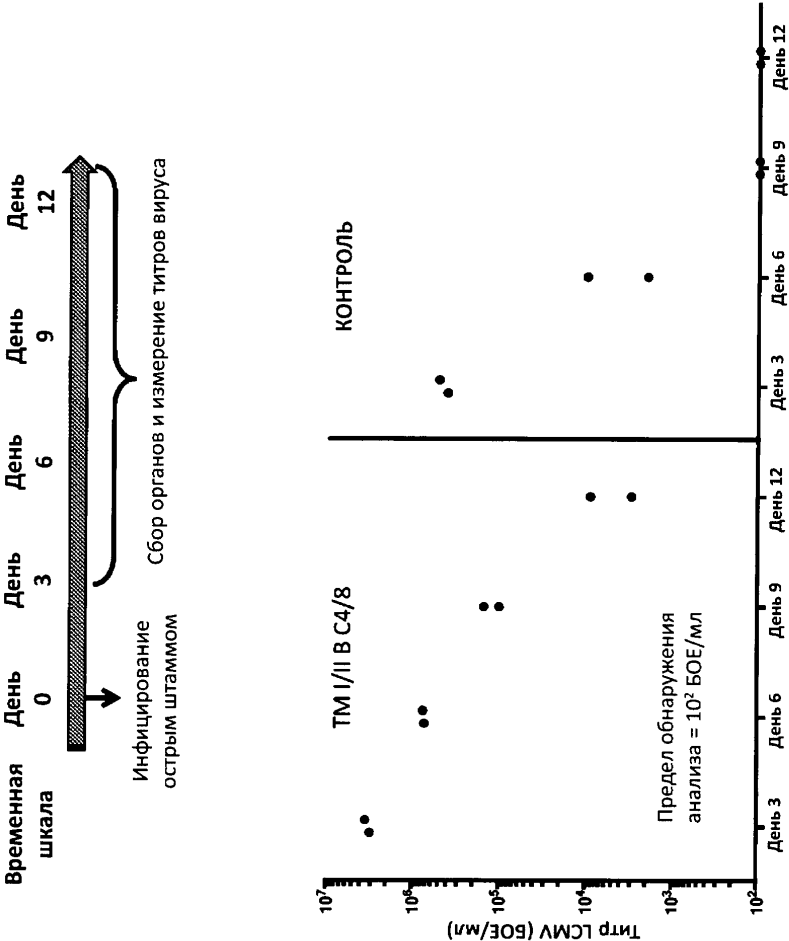 Временная шкала
День 0
День 3
День 6
День 9
День 12
Инфицирование
острым штаммом
Сбор органов и измерение титров вируса
ТМ I/II В С4/8
КОНТРОЛЬ
Титр LCMV (БОЕ/мл)
10⁷
10⁶
10⁵
10⁴
10³
10²
Предел обнаружения
анализа = 10² БОЕ/мл
День 3
День 6
День 9
День 12
День 3
День 6
День 9
День 12